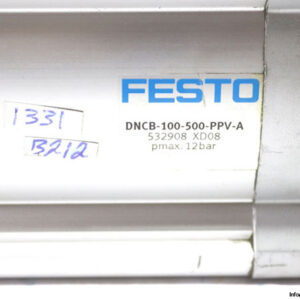 FESTO
DNCB-100-500-PPV-A
532908 XD08
pmax. 12bar
1331
B212